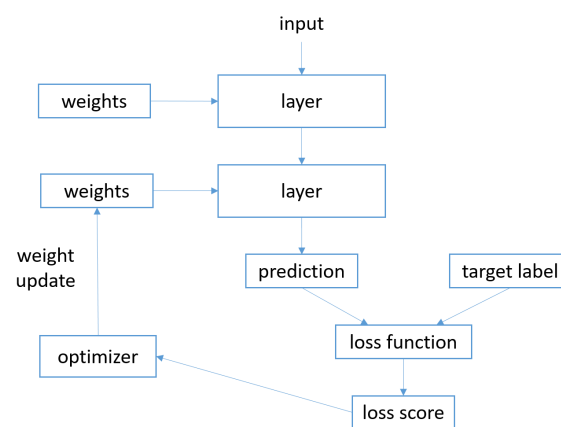 input
weights
layer
weights
layer
weight
update
prediction
target label
optimizer
loss function
loss score